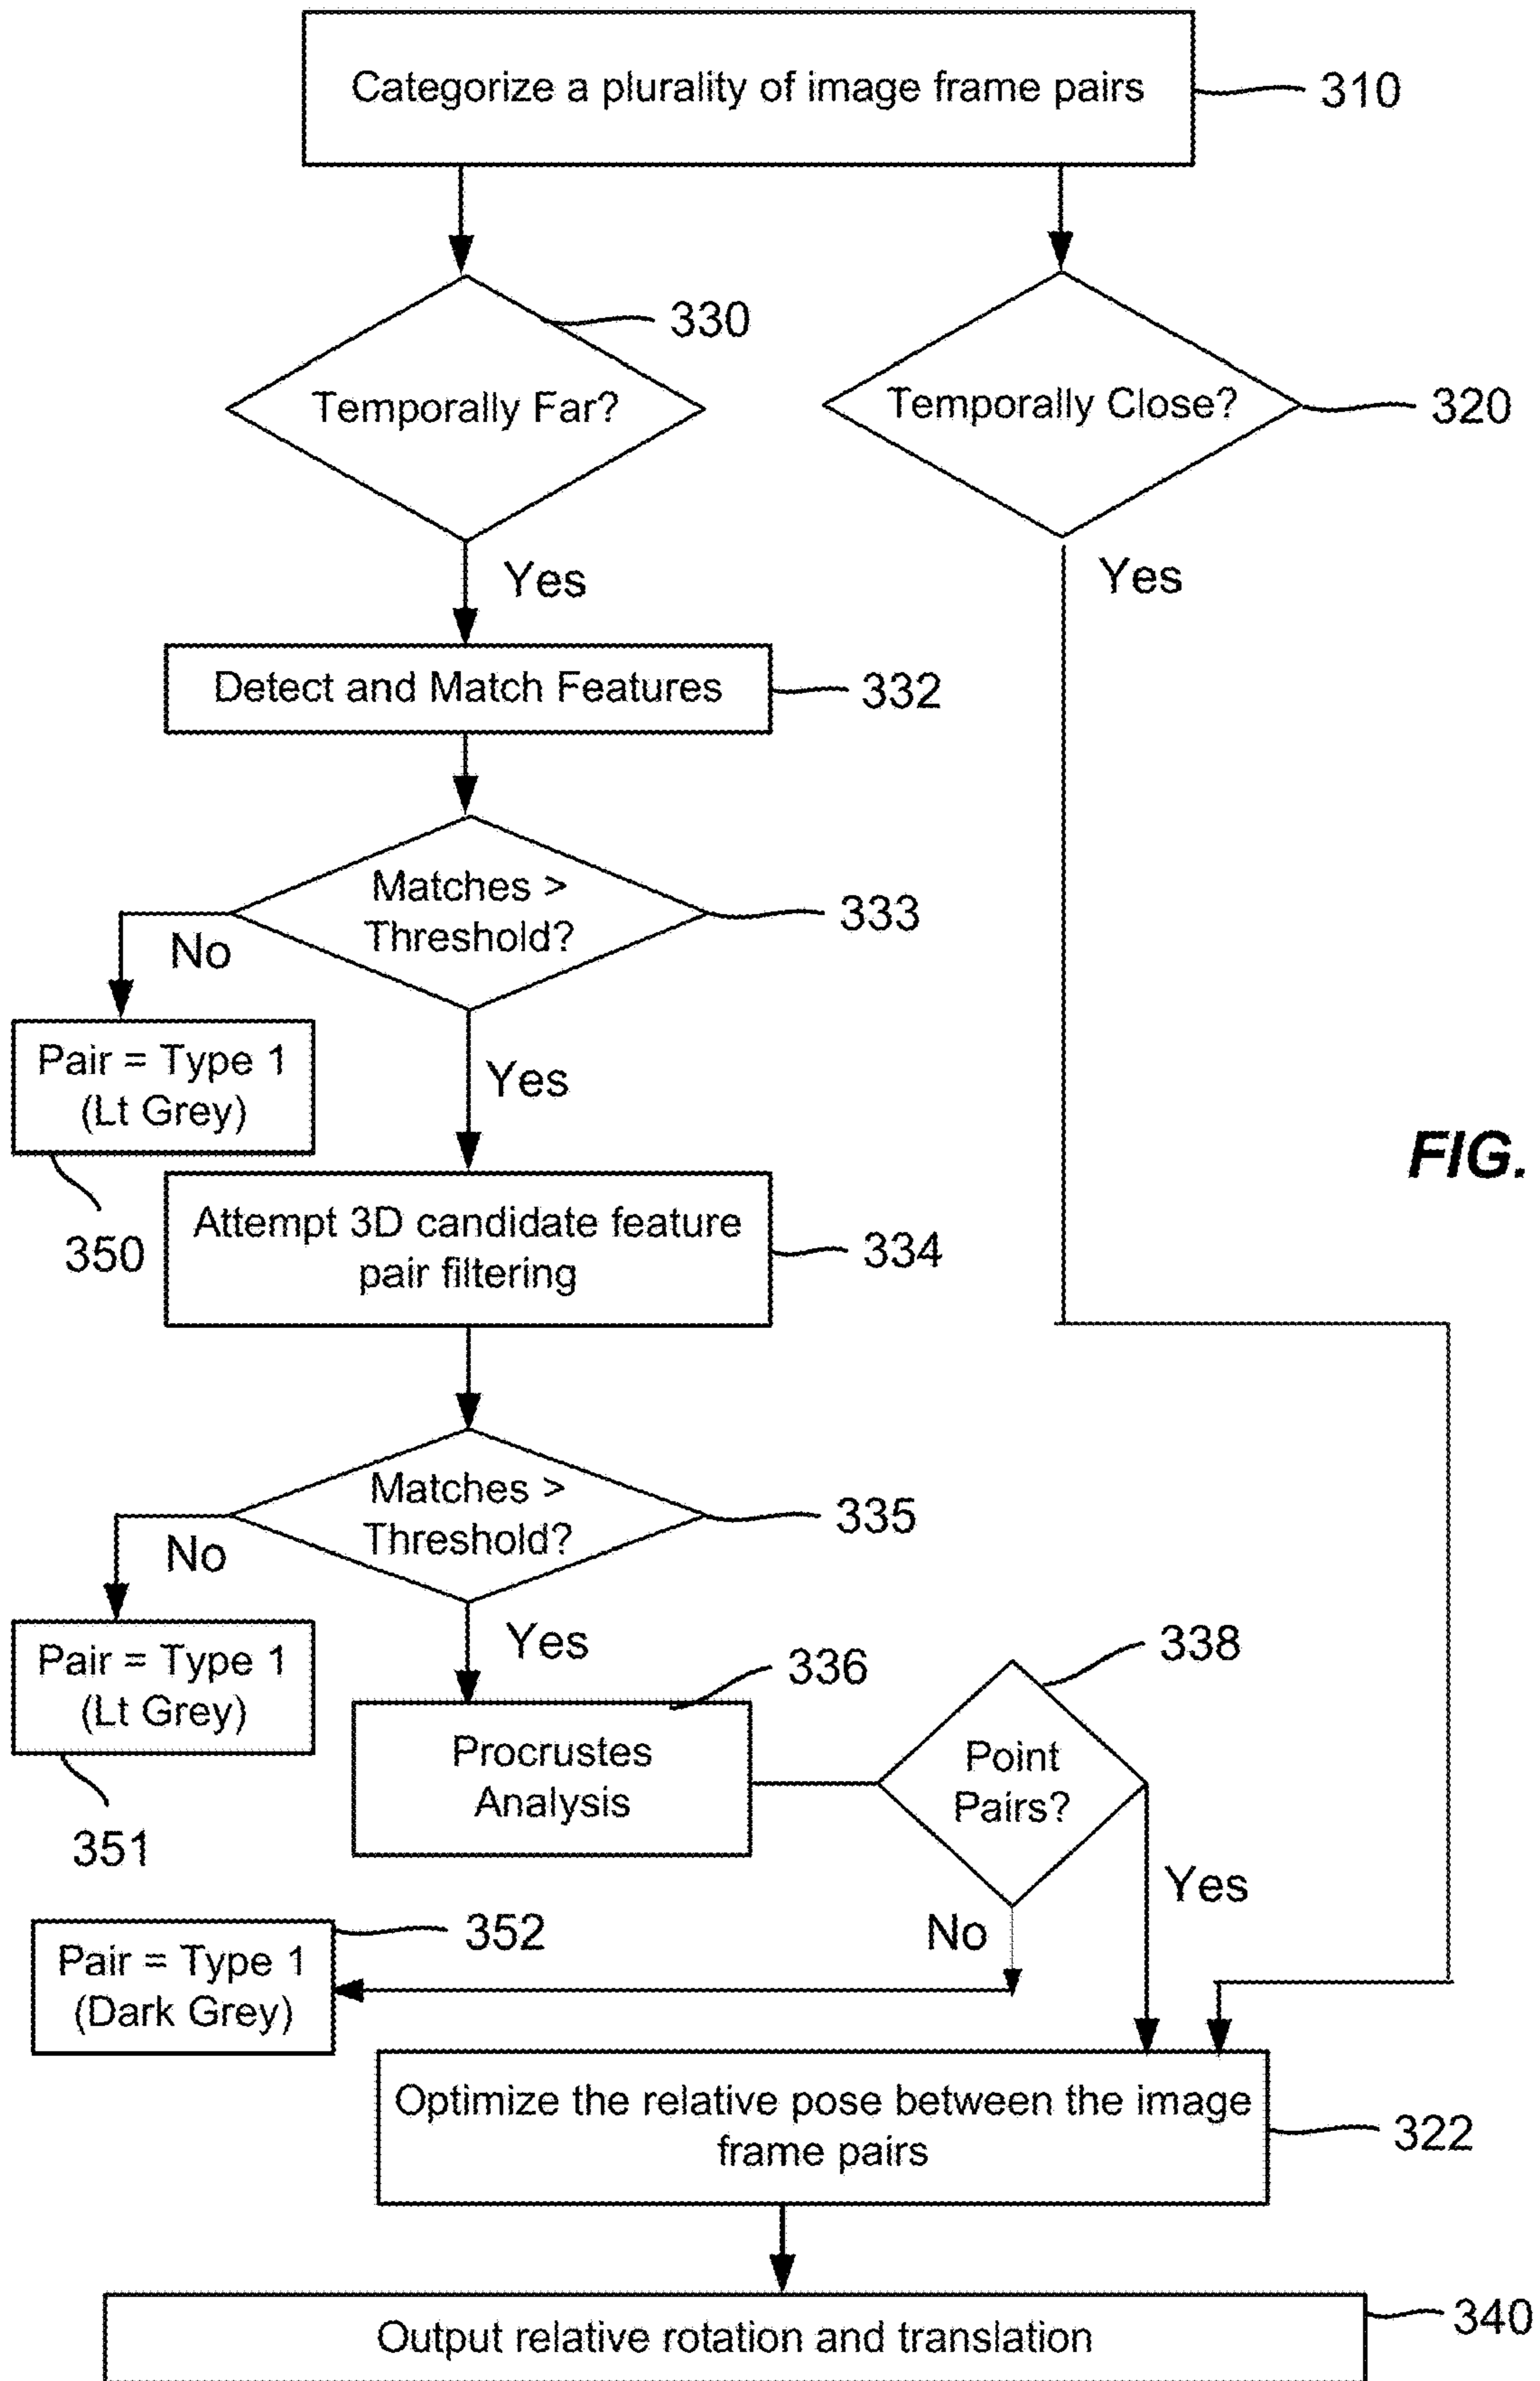 Categorize a plurality of image frame pairs
310
330
Temporally Far?
Temporally Close?
320
Yes
Yes
Detect and Match Features
332
Matches >
Threshold?
333
No
Pair = Type 1
(Lt Grey)
350
Yes
FIG.
Attempt 3D candidate feature
pair filtering
334
Matches >
Threshold?
335
No
Pair = Type 1
(Lt Grey)
351
Yes
336
Procrustes
Analysis
338
Point
Pairs?
Yes
No
352
Pair = Type 1
(Dark Grey)
Optimize the relative pose between the image
frame pairs
322
Output relative rotation and translation
340